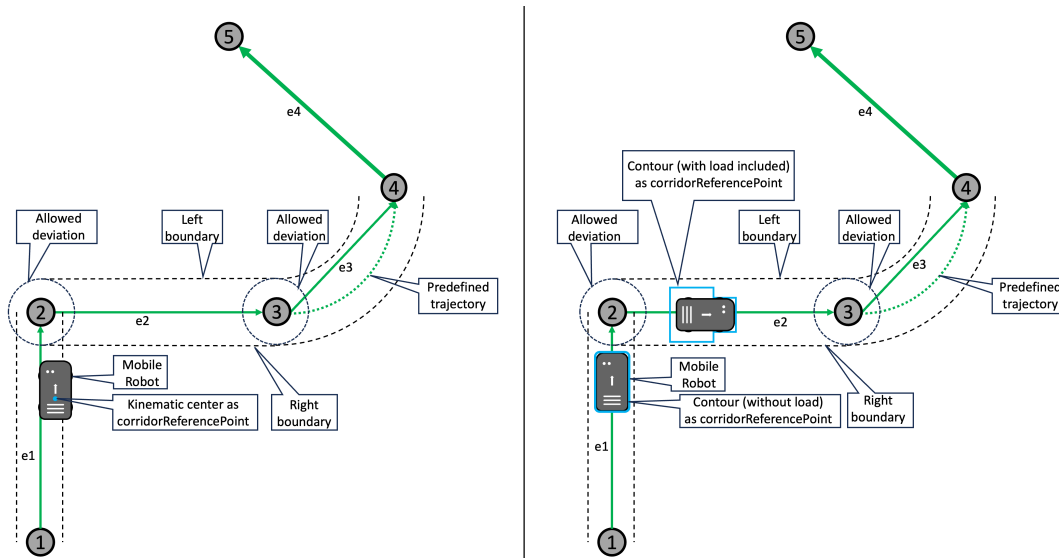 5
e4
4
Allowed
deviation
Left
boundary
Allowed
deviation
e3
Predefined
trajectory
2
e2
3
Mobile
Robot
Kinematic center as
corridorReferencePoint
Right
boundary
e1
1
5
e4
Contour (with load included)
as corridorReferencePoint
4
Allowed
deviation
Left
boundary
Allowed
deviation
e3
Predefined
trajectory
2
e2
3
Mobile
Robot
Contour (without load)
as corridorReferencePoint
Right
boundary
e1
1